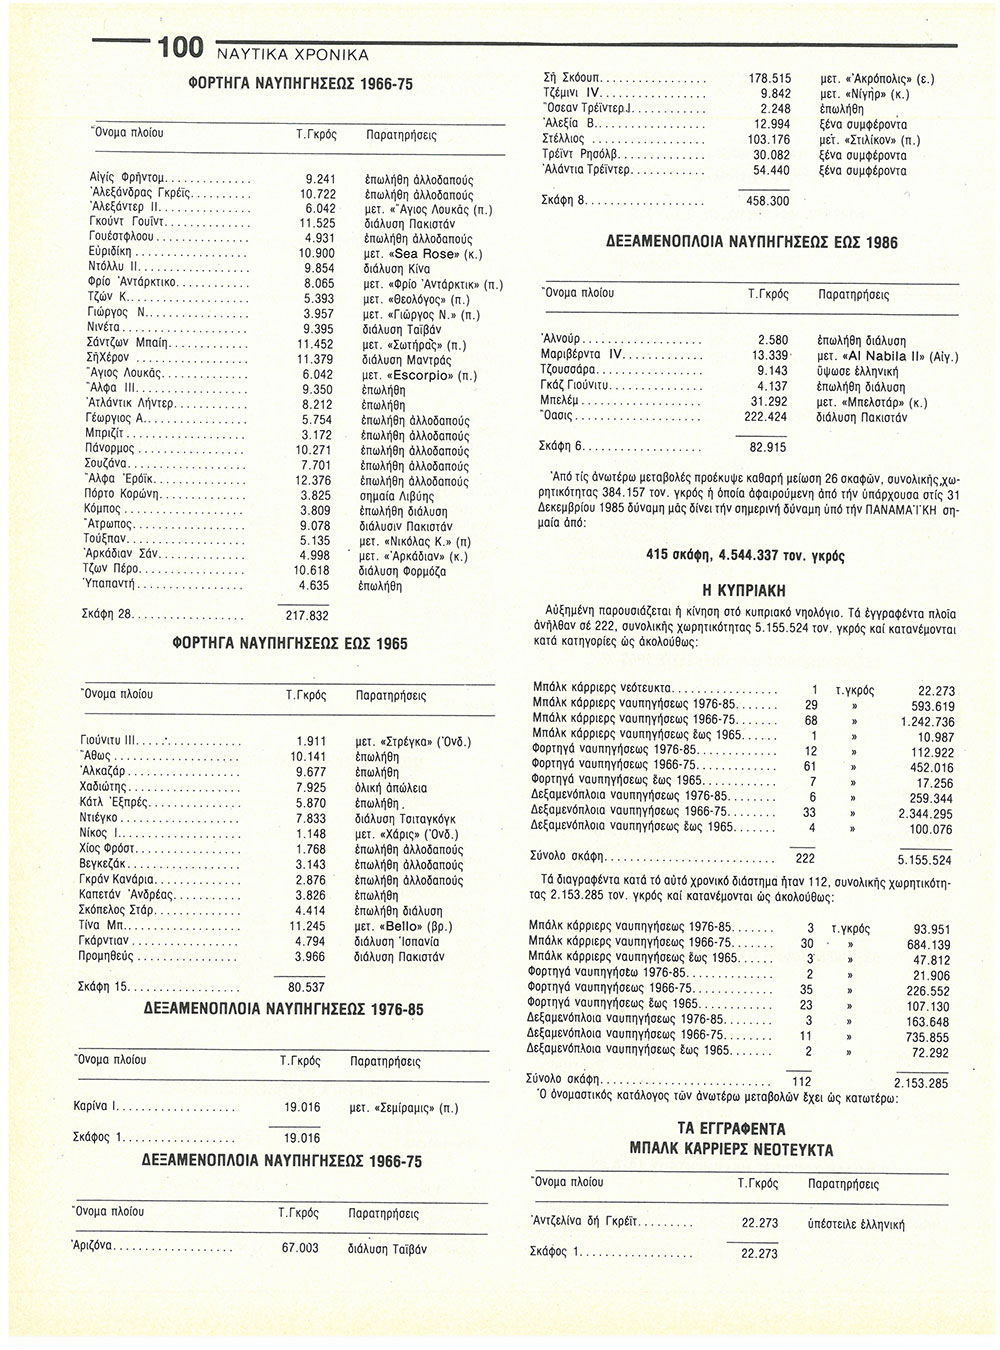 100 ΝΑΥΤΙΚΑ ΧΡΟΝΙΚΑ
ΦΟΡΤΗΓΑ ΝΑΥΠΗΓΗΣΕΩΣ 1966-75
Ὄνομα πλοίου Τ.Γκρός Παρατηρήσεις
Αἰγίς Φρήντομ 9.241 ἐπωλήθη ἀλλοδαπούς
Ἀλεξάνδρας Γκρέϊς 10.722 ἐπωλήθη ἀλλοδαπούς
Ἀλεξάντερ ΙΙ 6.042 μετ. «Ἅγιος Λουκᾶς (π.)
Γκούντ Γουΐντ 11.525 διάλυση Πακιστάν
Γουέστφλοου 4.931 ἐπωλήθη ἀλλοδαπούς
Εὐριδίκη 10.900 μετ. «Sea Rose» (κ.)
Ντόλλυ ΙΙ 9.854 διάλυση Κίνα
Φρίο Ἀντάρκτικο 8.065 μετ. «Φρίο Ἀντάρκτικ» (π.)
Τζών Κ. 5.393 μετ. «Θεολόγος» (π.)
Γιώργος Ν. 3.957 μετ. «Γιῶργος Ν.» (π.)
Νινέτα 9.395 διάλυση Ταϊβάν
Σάντζων Μπαίη 11.452 μετ. «Σωτήρας» (π.)
ΣήΧέρον 11.379 διάλυση Μαντράς
Ἅγιος Λουκάς 6.042 μετ. «Escorpio» (π.)
Ἄλφα ΙΙΙ 9.350 ἐπωλήθη
Ἀτλάντικ Λήντερ 8.212 ἐπωλήθη
Γέωργιος Α. 5.754 ἐπωλήθη ἀλλοδαπούς
Μπριζίτ 3.172 ἐπωλήθη ἀλλοδαπούς
Πάνορμος 10.271 ἐπωλήθη ἀλλοδαπούς
Σουζάνα 7.701 ἐπωλήθη ἀλλοδαπούς
Ἄλφα Ἐρόϊκ 12.376 ἐπωλήθη ἀλλοδαπούς
Πόρτο Κορώνη 3.825 σημαία Λιβύης
Κόμπος 3.809 ἐπωλήθη διάλυση
Ἄτρωπος 9.078 διάλυσιν Πακιστάν
Τούξπαν 5.135 μετ. «Νικόλας Κ.» (π)
Ἀρκάδιαν Σάν 4.998 μετ. «Ἀρκάδιαν» (κ.)
Τζων Πέρο 10.618 διάλυση Φορμόζα
Ὑπαπαντή 4.635 ἐπωλήθη
Σκάφη 28 217.832
ΦΟΡΤΗΓΑ ΝΑΥΠΗΓΗΣΕΩΣ ΕΩΣ 1965
Ὄνομα πλοίου Τ.Γκρός Παρατηρήσεις
Γιούνιτυ ΙΙΙ 1.911 μετ. «Στρέγκα» (Ὁνδ.)
Ἄθως 10.141 ἐπωλήθη
Ἀλκαζάρ 9.677 ἐπωλήθη
Χαδιώτης 7.925 ὁλική ἀπώλεια
Κάτλ Ἐξπρές 5.870 ἐπωλήθη.
Ντιέγκο 7.833 διάλυση Τσιταγκόγκ
Νίκος Ι. 1.148 μετ. «Χάρις» (Ὁνδ.)
Χίος Φρόστ 1.768 ἐπωλήθη ἀλλοδαπούς
Βεγκεζάκ 3.143 ἐπωλήθη ἀλλοδαπούς
Γκράν Κανάρια 2.876 ἐπωλήθη ἀλλοδαπούς
Καπετάν Ἀνδρέας 3.826 ἐπωλήθη
Σκόπελος Στάρ 4.414 ἐπωλήθη διάλυση
Τίνα Μπ. 11.245 μετ. «Bello» (βρ.)
Γκάρντιαν 4.794 διάλυση Ἱσπανία
Προμηθεύς 3.966 διάλυση Πακιστάν
Σκάφη 15 80.537
ΔΕΞΑΜΕΝΟΠΛΟΙΑ ΝΑΥΠΗΓΗΣΕΩΣ 1976-85
Ὄνομα πλοίου Τ.Γκρός Παρατηρήσεις
Καρίνα Ι 19.016 μετ. «Σεμίραμις» (π.)
Σκάφος 1 19.016
ΔΕΞΑΜΕΝΟΠΛΟΙΑ ΝΑΥΠΗΓΗΣΕΩΣ 1966-75
Ὄνομα πλοίου Τ.Γκρός Παρατηρήσεις
Ἀριζόνα 67.003 διάλυση Ταϊβάν
Σῆ Σκόουπ 178.515 μετ. «Ἀκρόπολις» (ε.)
Τζέμινι IV 9.842 μετ. «Νίγηρ» (κ.)
Ὄσεαν Τρέϊντερ Ι 2.248 ἐπωλήθη
Ἀλεξία Β. 12.994 ξένα συμφέροντα
Στέλλιος 103.176 μετ. «Στιλίκον» (π.)
Τρέϊντ Ρησόλβ 30.082 ξένα συμφέροντα
Ἀλάντια Τρέϊντερ 54.440 ξένα συμφέροντα
Σκάφη 8 458.300
ΔΕΞΑΜΕΝΟΠΛΟΙΑ ΝΑΥΠΗΓΗΣΕΩΣ ΕΩΣ 1986
Ὄνομα πλοίου Τ.Γκρός Παρατηρήσεις
Ἀλνούρ 2.580 ἐπωλήθη διάλυση
Μαριβέρντα IV 13.339 μετ. «Al Nabila II» (Αἰγ.)
Τζουσσάρα 9.143 ὕψωσε ἑλληνική
Γκάζ Γιούνιτυ 4.137 ἐπωλήθη διάλυση
Μπελέμ 31.292 μετ. «Μπελστάρ» (κ.)
Ὄασις 222.424 διάλυση Πακιστάν
Σκάφη 6 82.915
Ἀπό τίς ἀνωτέρω μεταβολές προέκυψε καθαρή μείωση 26 σκαφῶν, συνολικῆς χω-
ρητικότητας 384.157 τον. γκρός ἡ ὁποία ἀφαιρούμενη ἀπό τήν ὑπάρχουσα στίς 31
Δεκεμβρίου 1985 δύναμη μᾶς δίνει τήν σημερινή δύναμη ὑπό τήν ΠΑΝΑΜΑΪΚΗ ση-
μαία ἀπό:
415 σκάφη, 4.544.337 τον. γκρός
Η ΚΥΠΡΙΑΚΗ
Αὐξημένη παρουσιάζεται ἡ κίνηση στό κυπριακό νηολόγιο. Τά ἐγγραφέντα πλοῖα
ἀνῆλθαν σέ 222, συνολικῆς χωρητικότητας 5.155.524 τον. γκρός καί κατανέμονται
κατά κατηγορίες ὡς ἀκολούθως:
Μπάλκ κάρριερς νεότευκτα 1 τ.γκρός 22.273
Μπάλκ κάρριερς ναυπηγήσεως 1976-85 29 » 593.619
Μπάλκ κάρριερς ναυπηγήσεως 1966-75 68 » 1.242.736
Μπάλκ κάρριερς ναυπηγήσεως ἕως 1965 1 » 10.987
Φορτηγά ναυπηγήσεως 1976-85 12 » 112.922
Φορτηγά ναυπηγήσεως 1966-75 61 » 452.016
Φορτηγά ναυπηγήσεως ἕως 1965 7 » 17.256
Δεξαμενόπλοια ναυπηγήσεως 1976-85 6 » 259.344
Δεξαμενόπλοια ναυπηγήσεως 1966-75 33 » 2.344.295
Δεξαμενόπλοια ναυπηγήσεως ἕως 1965 4 » 100.076
Σύνολο σκάφη 222 5.155.524
Τά διαγραφέντα κατά τό αὐτό χρονικό διάστημα ἦταν 112, συνολικῆς χωρητικότη-
τας 2.153.285 τον. γκρός καί κατανέμονται ὡς ἀκολούθως:
Μπάλκ κάρριερς ναυπηγήσεως 1976-85 3 τ.γκρός 93.951
Μπάλκ κάρριερς ναυπηγήσεως 1966-75 30 » 684.139
Μπάλκ κάρριερς ναυπηγήσεως ἕως 1965 3 » 47.812
Φορτηγά ναυπηγήσεω 1976-85 2 » 21.906
Φορτηγά ναυπηγήσεως 1966-75 35 » 226.552
Φορτηγά ναυπηγήσεως ἕως 1965 23 » 107.130
Δεξαμενόπλοια ναυπηγήσεως 1976-85 3 » 163.648
Δεξαμενόπλοια ναυπηγήσεως 1966-75 11 » 735.855
Δεξαμενόπλοια ναυπηγήσεως ἕως 1965 2 » 72.292
Σύνολο σκάφη 112 2.153.285
Ὁ ὀνομαστικός κατάλογος τῶν ἀνωτέρω μεταβολῶν ἔχει ὡς κατωτέρω:
ΤΑ ΕΓΓΡΑΦΕΝΤΑ
ΜΠΑΛΚ ΚΑΡΡΙΕΡΣ ΝΕΟΤΕΥΚΤΑ
Ὄνομα πλοίου Τ.Γκρός Παρατηρήσεις
Ἀντζελίνα δή Γκρέϊτ 22.273 ὑπέστειλε ἑλληνική
Σκάφος 1 22.273